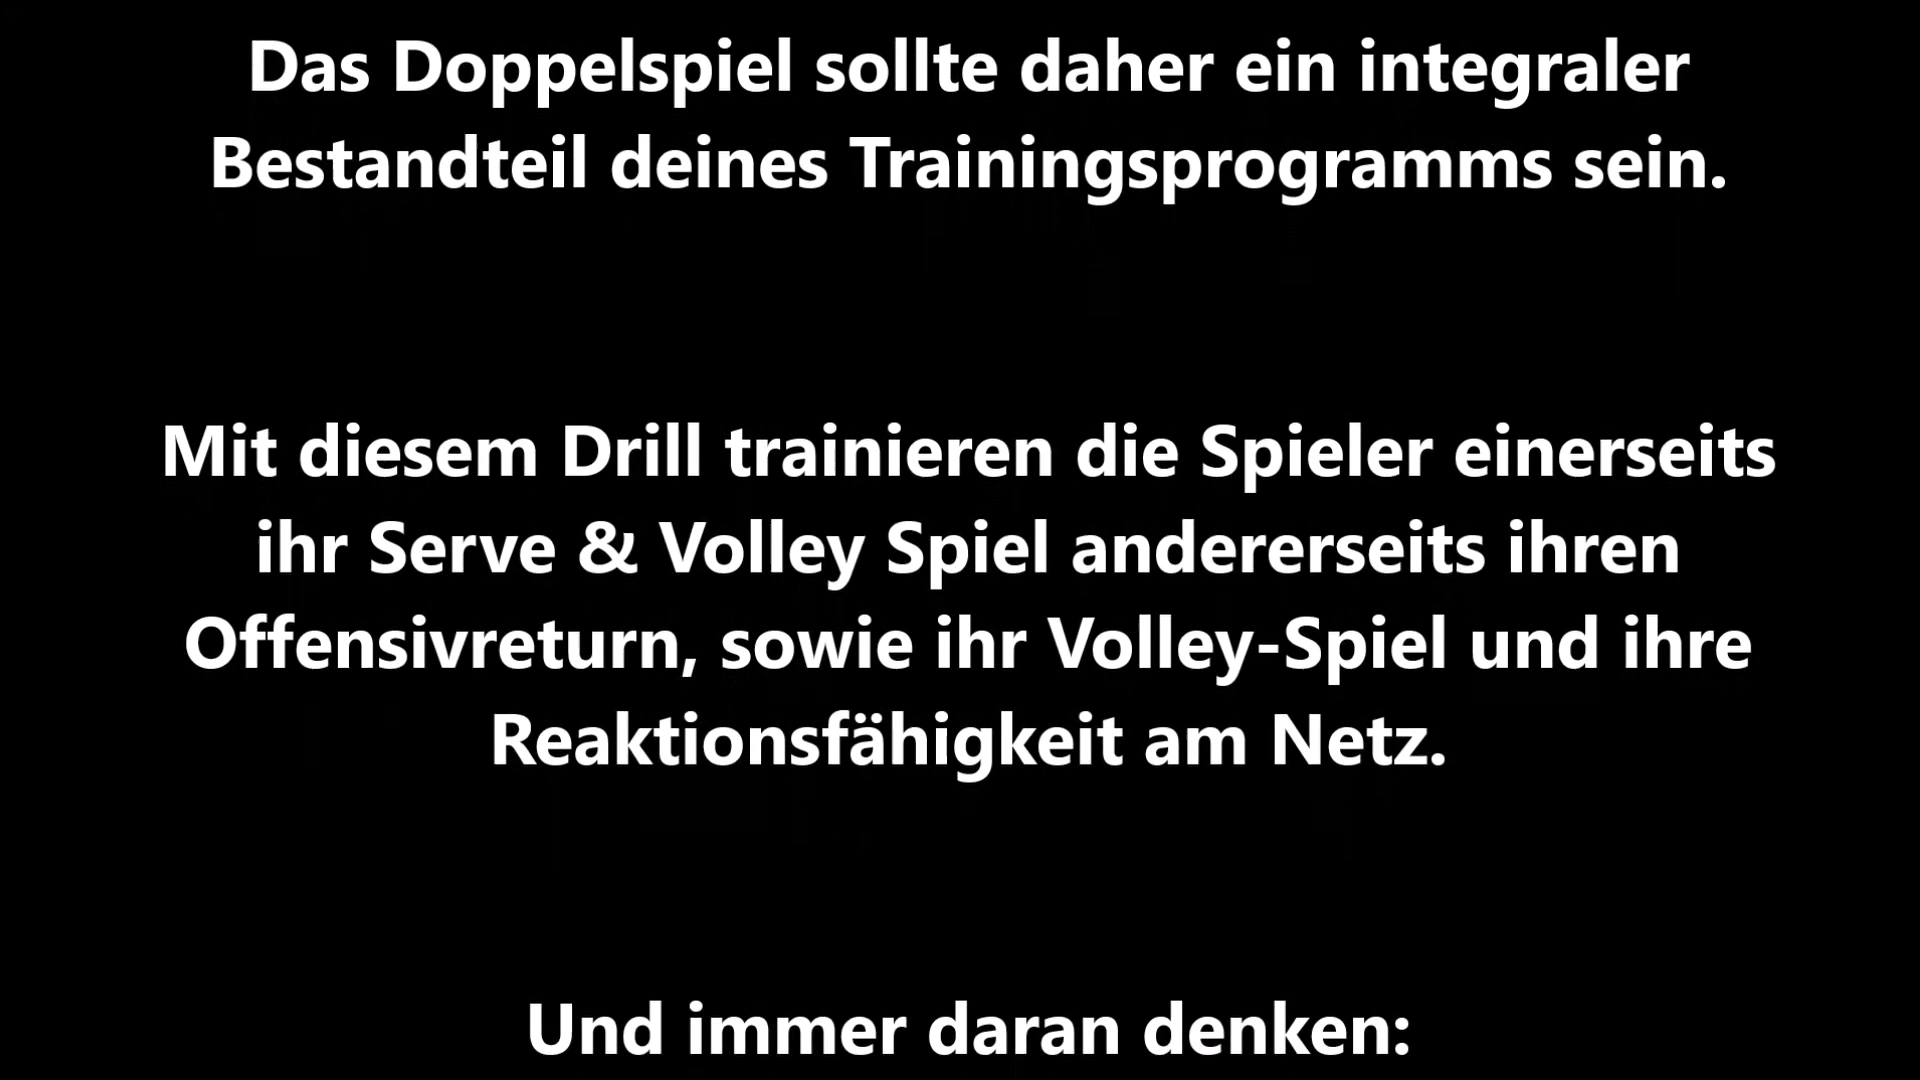 Das Doppelspiel sollte daher ein integraler
Bestandteil deines Trainingsprogramms sein.
Mit diesem Drill trainieren die Spieler einerseits
ihr Serve & Volley Spiel andererseits ihren
Offensivreturn, sowie ihr Volley-Spiel und ihre
Reaktionsfähigkeit am Netz.
Und immer daran denken: